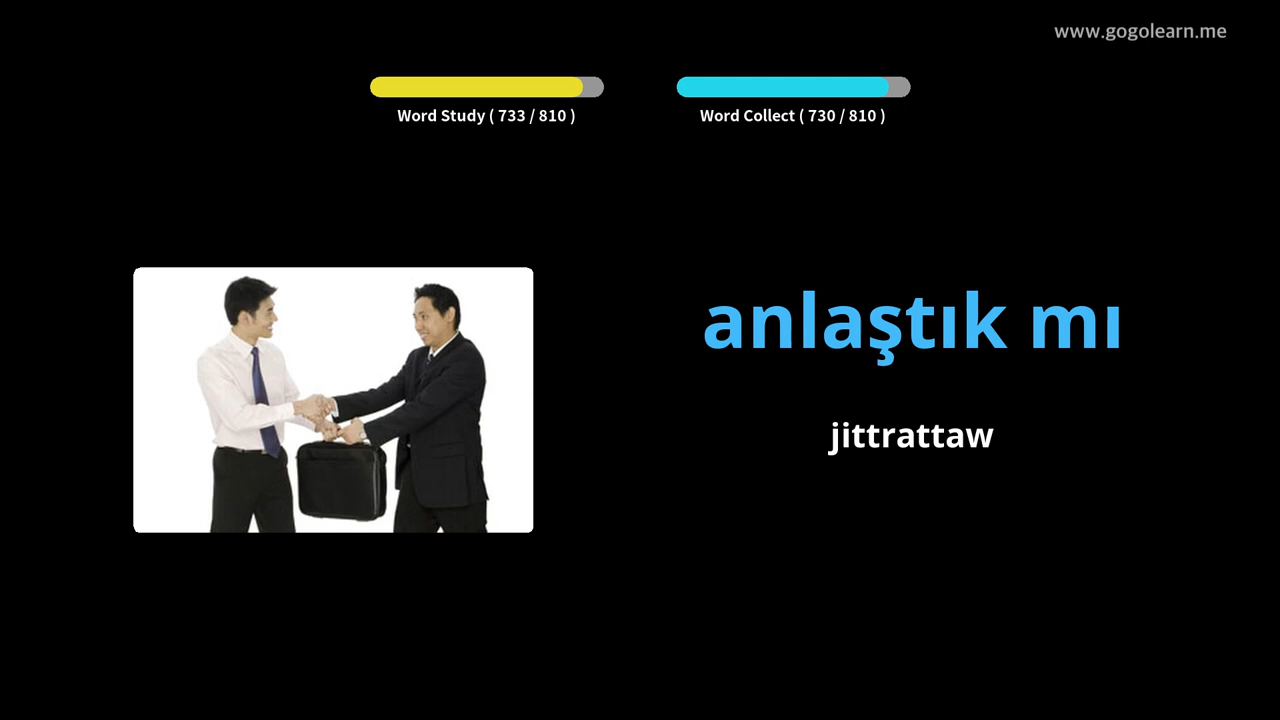 www.gogolearn.me
Word Study ( 733 / 810 )
Word Collect ( 730 / 810 )
anlaştık mı
jittrattaw